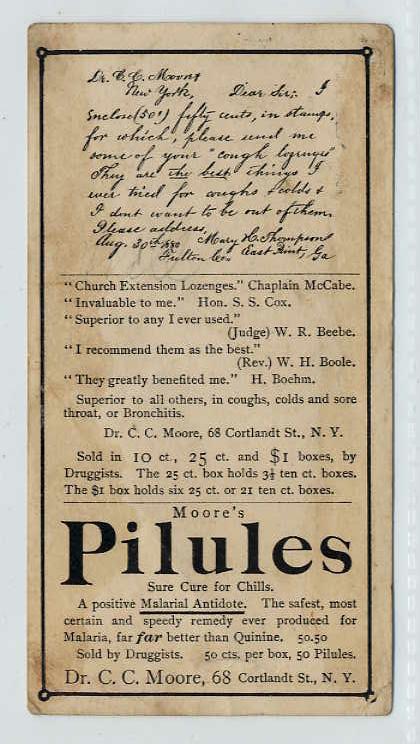 Dr. C. C. Moore,
New York, Dear Sir; I
enclose (50¢) fifty cents, in stamps,
for which, please send me
some of your "cough lozenges"
They are the best things I
ever tried for coughs & colds &
I dont want to be out of them.
Please address,
Aug. 30th 1880 Mary H. Thompson
Fulton Co. East Point, Ga
"Church Extension Lozenges." Chaplain McCabe.
"Invaluable to me." Hon. S. S. Cox.
"Superior to any I ever used."
(Judge) W. R. Beebe.
"I recommend them as the best."
(Rev.) W. H. Boole.
"They greatly benefited me." H. Boehm.
Superior to all others, in coughs, colds and sore
throat, or Bronchitis.
Dr. C. C. Moore, 68 Cortlandt St., N. Y.
Sold in 10 ct., 25 ct. and $1 boxes, by
Druggists. The 25 ct. box holds 3½ ten ct. boxes.
The $1 box holds six 25 ct. or 21 ten ct. boxes.
Moore's
Pilules
Sure Cure for Chills.
A positive Malarial Antidote. The safest, most
certain and speedy remedy ever produced for
Malaria, far far better than Quinine. 50.50
Sold by Druggists. 50 cts. per box, 50 Pilules.
Dr. C. C. Moore, 68 Cortlandt St., N. Y.